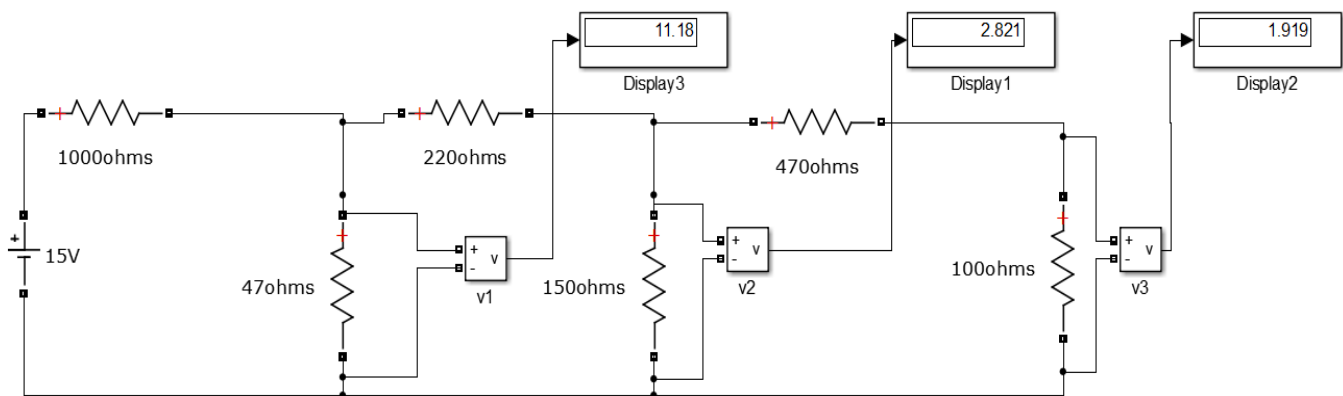 11.18
Display3
2.821
Display1
1.919
Display2
1000ohms
220ohms
470ohms
+
15V
47ohms
+
-
v
v1
150ohms
+
-
v
v2
100ohms
+
-
v
v3